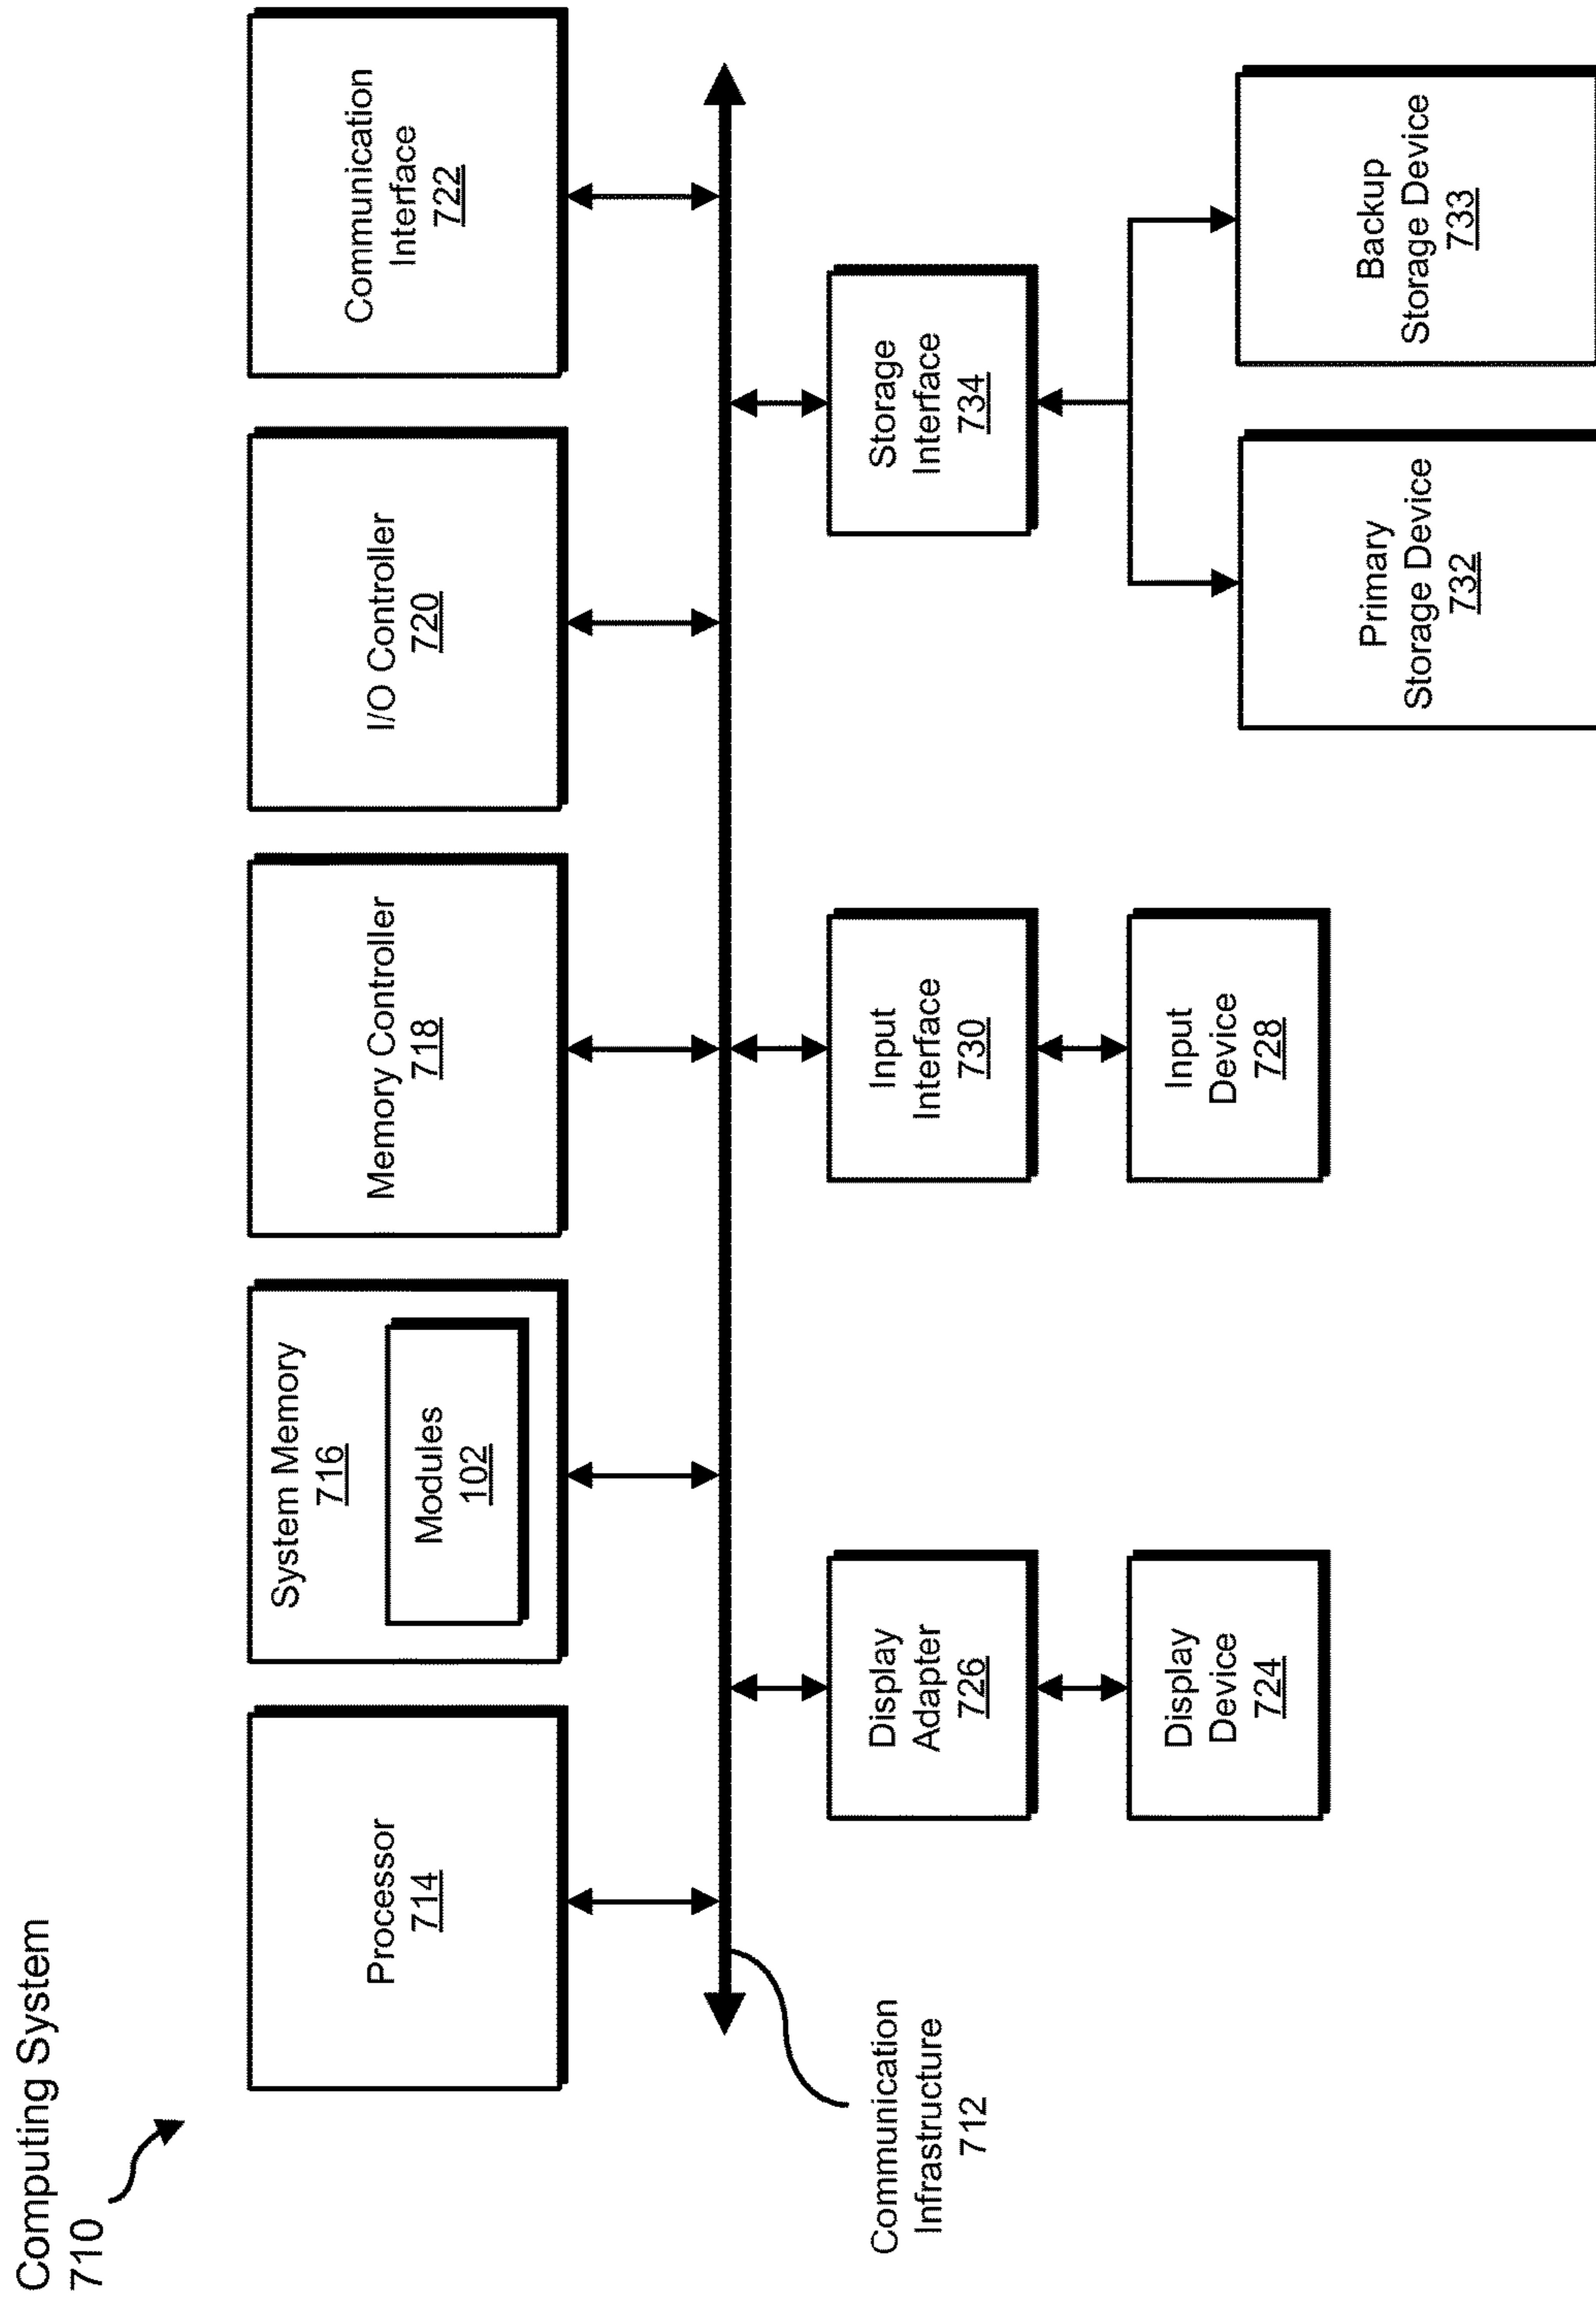 Computing System
710
Processor
714
System Memory
716
Modules
102
Memory Controller
718
I/O Controller
720
Communication
Interface
722
Communication
Infrastructure
712
Display
Adapter
726
Input
Interface
730
Storage
Interface
734
Display
Device
724
Input
Device
728
Primary
Storage Device
732
Backup
Storage Device
733